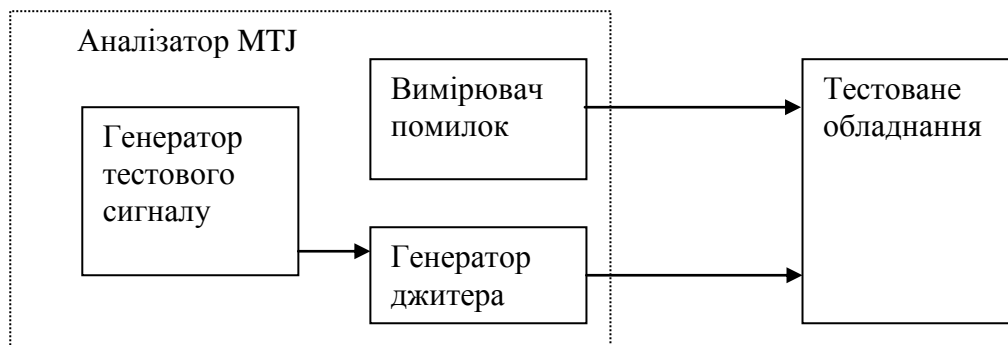 Аналізатор MTJ
Генератор
тестового
сигналу
Вимірювач
помилок
Генератор
джитера
Тестоване
обладнання